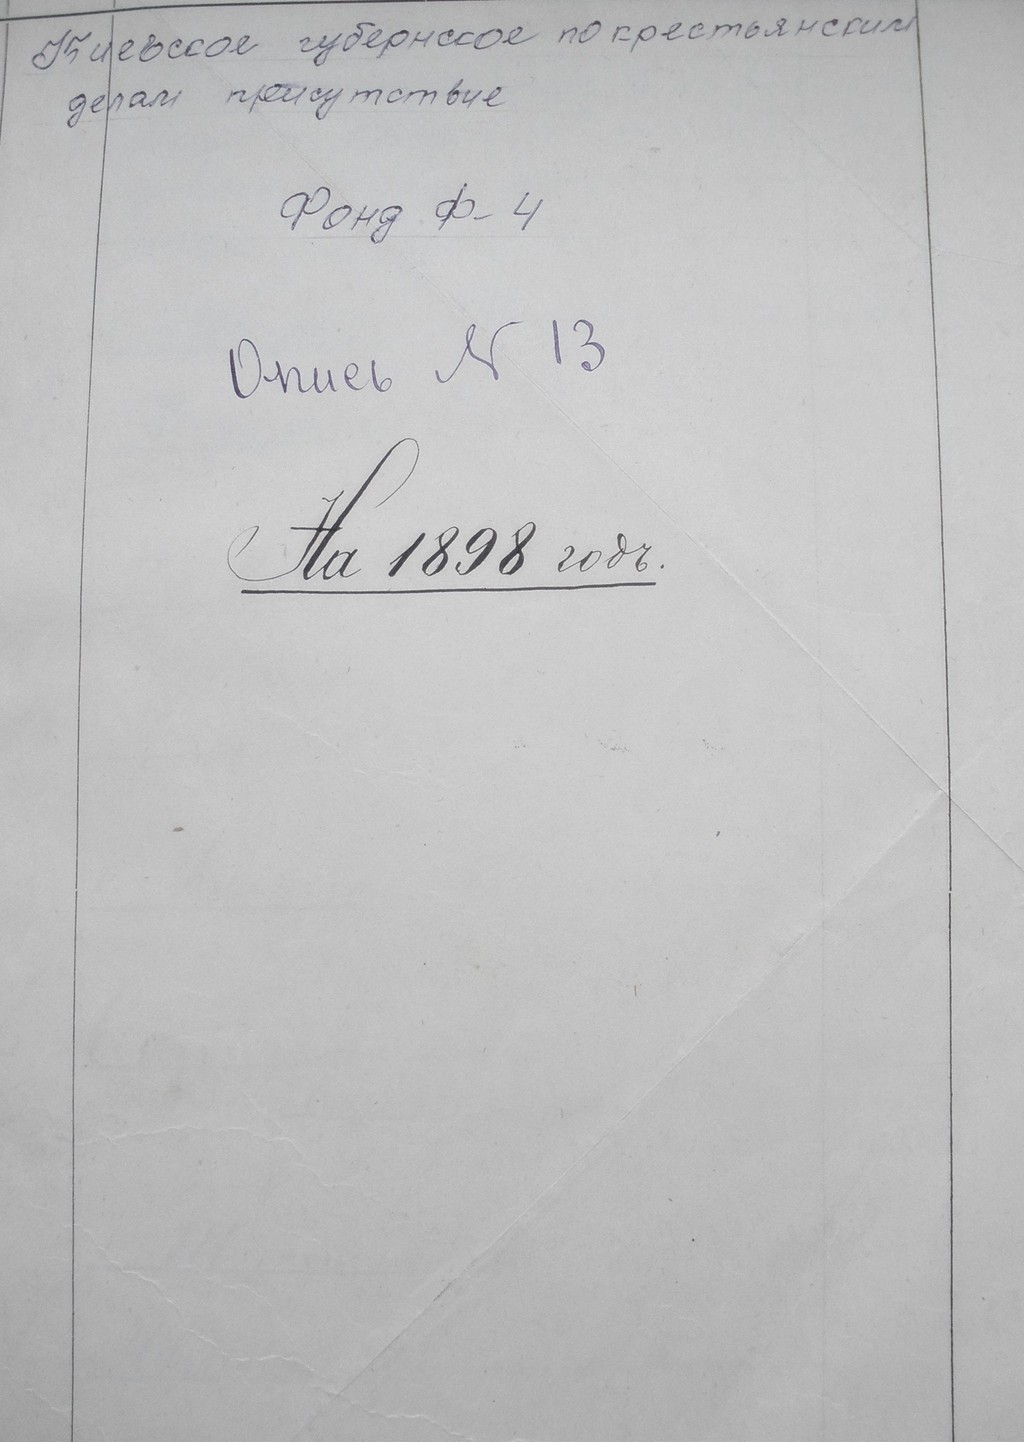 Киевское губернское по крестьянским
делам присутствие
Фонд Ф-4
Опись № 13
На 1898 годъ.